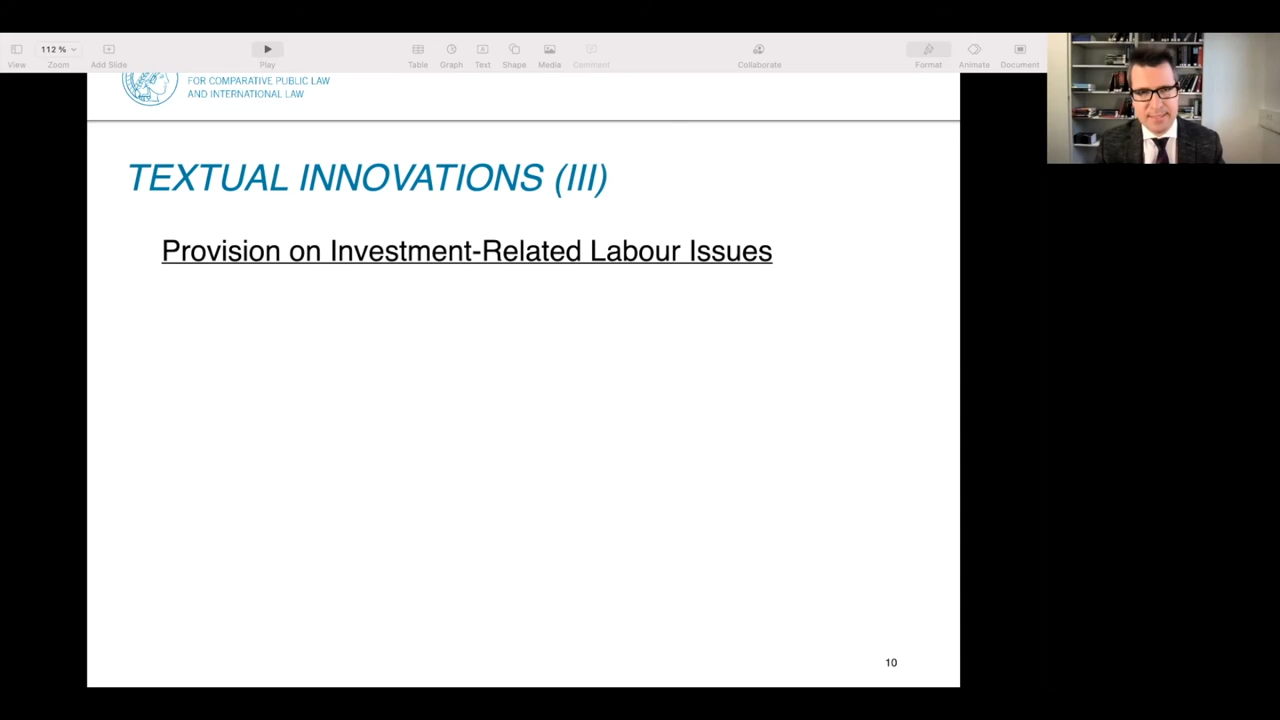 112 %
View
Zoom
Add Slide
Play
Table
Graph
Text
Shape
Media
Comment
Collaborate
Format
Animate
Document
FOR COMPARATIVE PUBLIC LAW
AND INTERNATIONAL LAW
TEXTUAL INNOVATIONS (III)
Provision on Investment-Related Labour Issues
10